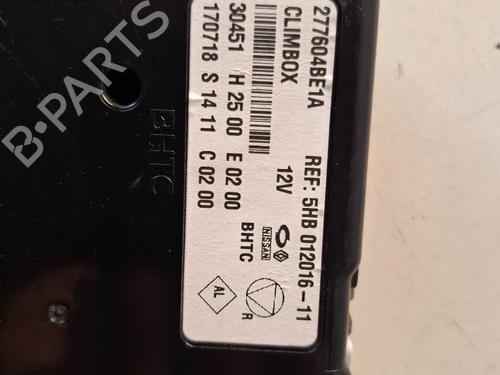 277604BE1A
CLIMBOX
30451 H 25 00 E 02 00
170718 S 14 11 C 02 00
REF: 5HB 012016-11
12V
NISSAN
BHTC
AL
R
BHTC
B-PARTS